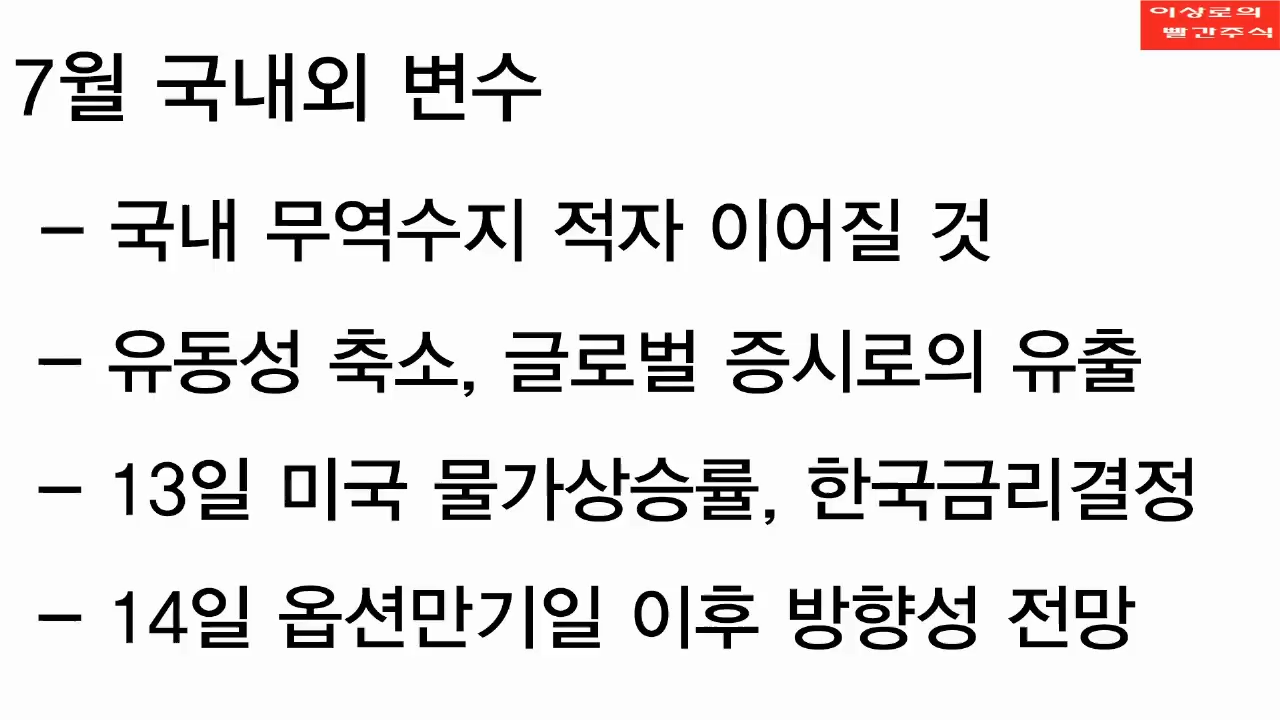 이상로의
빨간주식
7월 국내외 변수
- 국내 무역수지 적자 이어질 것
- 유동성 축소, 글로벌 증시로의 유출
- 13일 미국 물가상승률, 한국금리결정
- 14일 옵션만기일 이후 방향성 전망